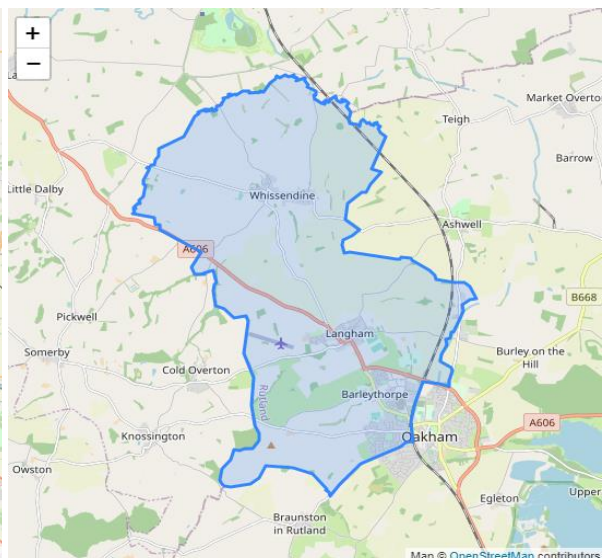 +
−
Market Overton
Teigh
Barrow
Little Dalby
Whissendine
Ashwell
A606
B668
Pickwell
Langham
Somerby
Cold Overton
Burley on the
Hill
Rutland
Barleythorpe
Knossington
Oakham
A606
Owston
Egleton
Upper
Braunston
in Rutland
Map © OpenStreetMap contributors